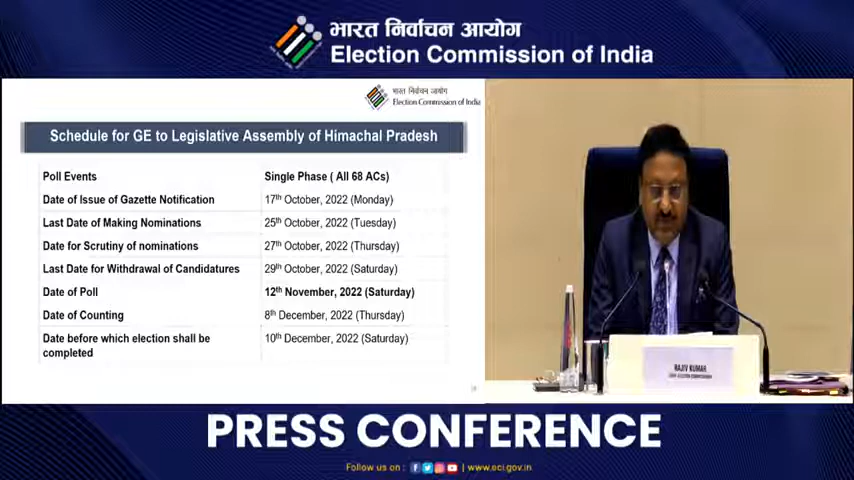 भारत निर्वाचन आयोग
Election Commission of India
भारत निर्वाचन आयोग
Election Commission of India
Schedule for GE to Legislative Assembly of Himachal Pradesh
Poll Events Single Phase ( All 68 ACs)
Date of Issue of Gazette Notification 17th October, 2022 (Monday)
Last Date of Making Nominations 25th October, 2022 (Tuesday)
Date for Scrutiny of nominations 27th October, 2022 (Thursday)
Last Date for Withdrawal of Candidatures 29th October, 2022 (Saturday)
Date of Poll 12th November, 2022 (Saturday)
Date of Counting 8th December, 2022 (Thursday)
Date before which election shall be 10th December, 2022 (Saturday)
completed
RAJIV KUMAR
CHIEF ELECTION COMMISSIONER
PRESS CONFERENCE
Follow us on : | www.eci.gov.in